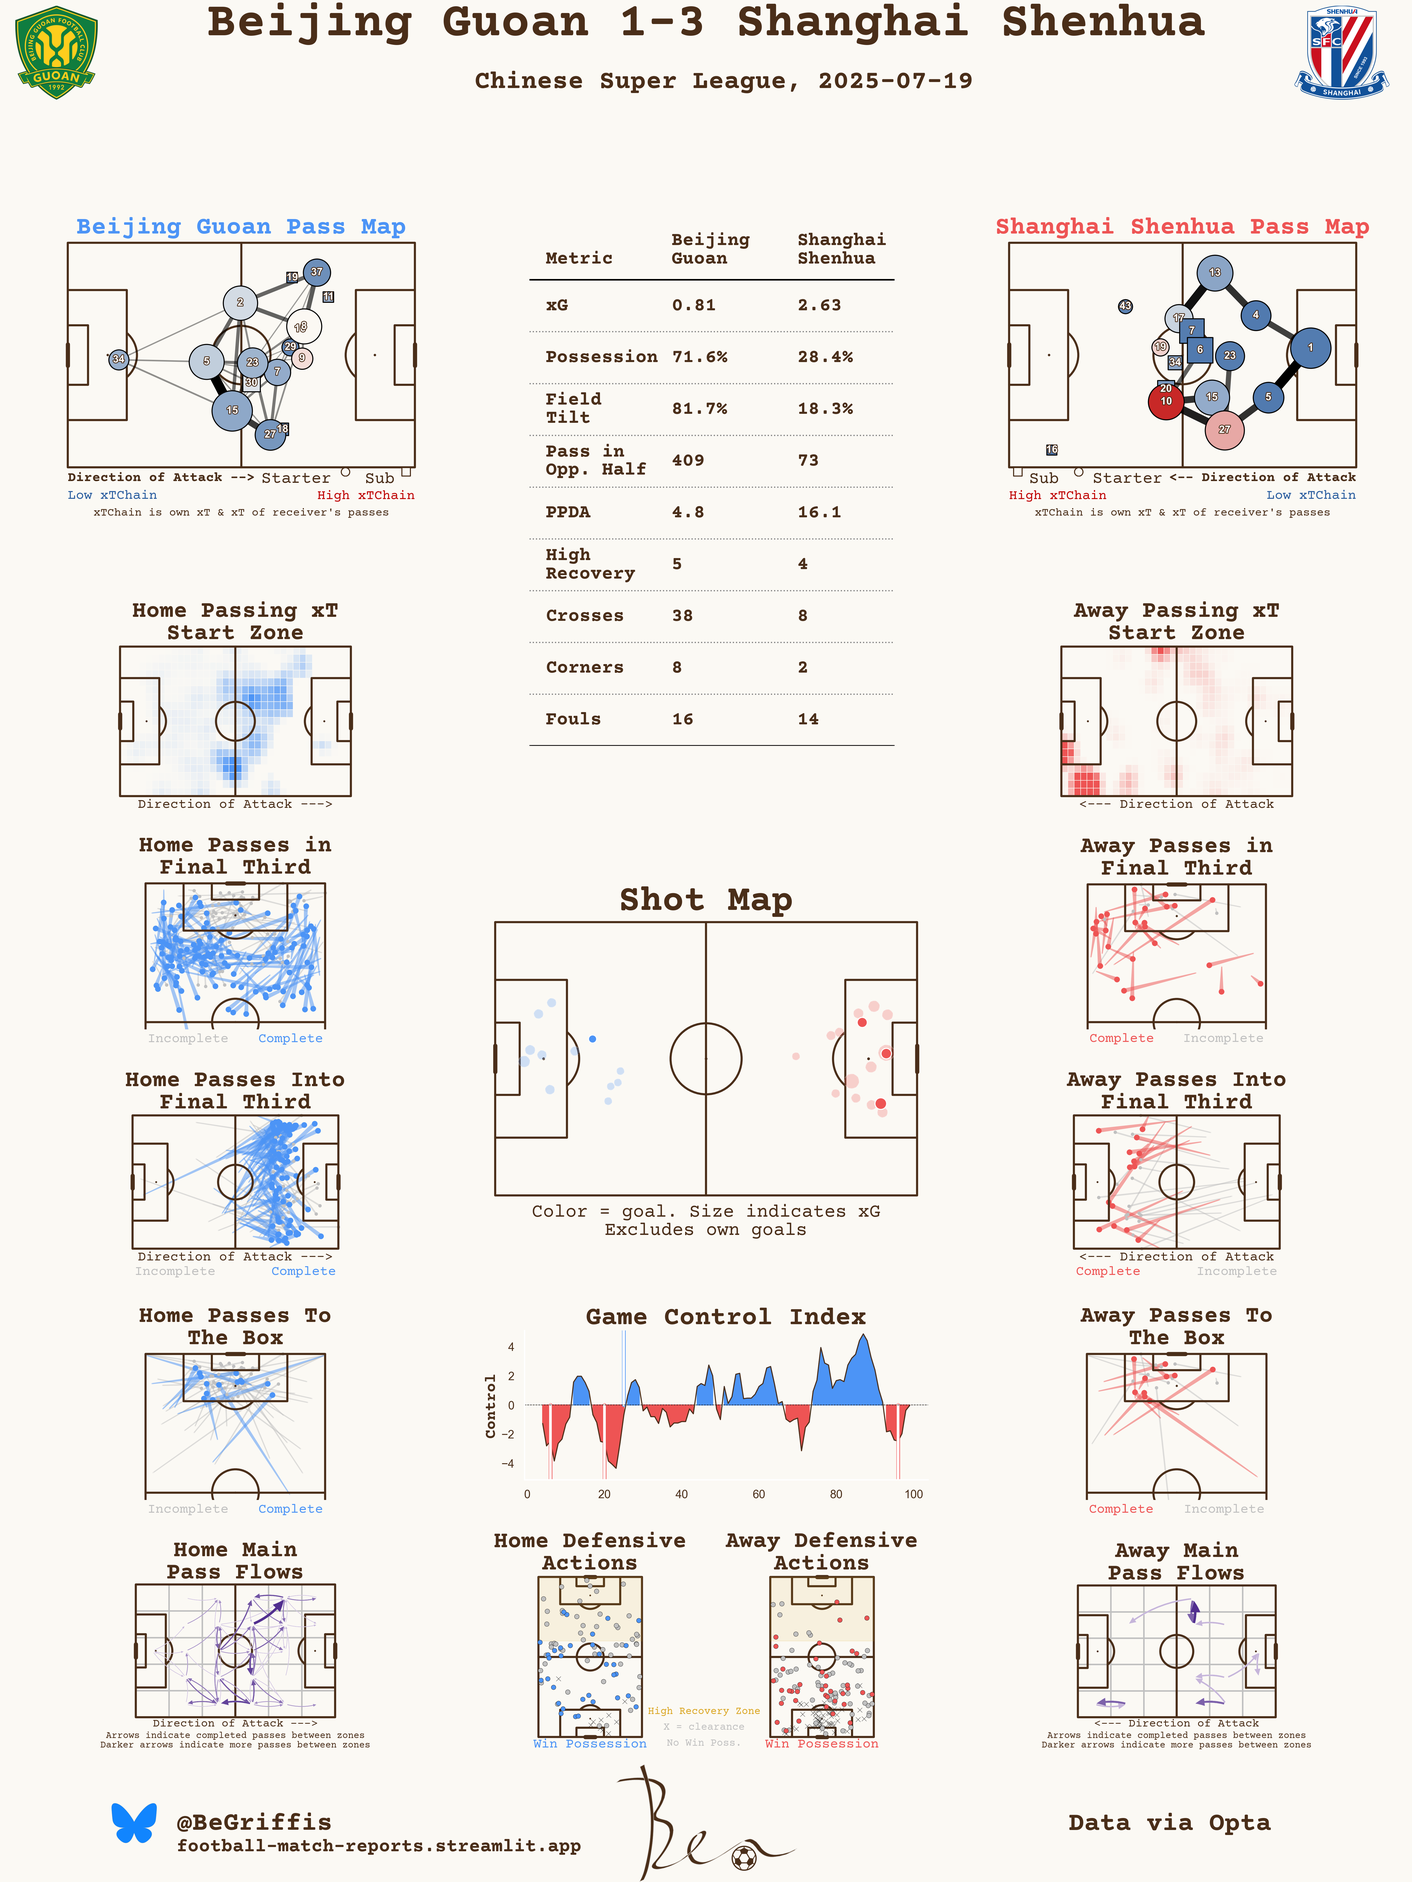 Beijing Guoan 1-3 Shanghai Shenhua
Chinese Super League, 2025-07-19
BEIJING GUOAN FOOTBALL CLUB
GUOAN
1992
SHENHUA
SFC
SINCE 1993
SHANGHAI
Beijing Guoan Pass Map
19
37
11
2
8
29
9
34
5
23
7
30
15
18
27
Direction of Attack --> Starter Sub
Low xTChain High xTChain
xTChain is own xT & xT of receiver's passes
Metric Beijing Guoan Shanghai Shenhua
xG 0.81 2.63
Possession 71.6% 28.4%
Field Tilt 81.7% 18.3%
Pass in Opp. Half 409 73
PPDA 4.8 16.1
High Recovery 5 4
Crosses 38 8
Corners 8 2
Fouls 16 14
Shanghai Shenhua Pass Map
13
43
17
4
7
19
6
1
34
23
20
10
15
5
27
16
Sub Starter <-- Direction of Attack
High xTChain Low xTChain
xTChain is own xT & xT of receiver's passes
Home Passing xT
Start Zone
Direction of Attack --->
Away Passing xT
Start Zone
<--- Direction of Attack
Home Passes in
Final Third
Incomplete Complete
Away Passes in
Final Third
Complete Incomplete
Shot Map
Color = goal. Size indicates xG
Excludes own goals
Home Passes Into
Final Third
Direction of Attack --->
Incomplete Complete
Away Passes Into
Final Third
<--- Direction of Attack
Complete Incomplete
Home Passes To
The Box
Incomplete Complete
Game Control Index
Control
4
2
0
−2
−4
0 20 40 60 80 100
Away Passes To
The Box
Complete Incomplete
Home Main
Pass Flows
Direction of Attack --->
Arrows indicate completed passes between zones
Darker arrows indicate more passes between zones
Home Defensive
Actions
Win Possession
High Recovery Zone
X = clearance
No Win Poss.
Away Defensive
Actions
Win Possession
Away Main
Pass Flows
<--- Direction of Attack
Arrows indicate completed passes between zones
Darker arrows indicate more passes between zones
@BeGriffis
football-match-reports.streamlit.app
Ben
Data via Opta